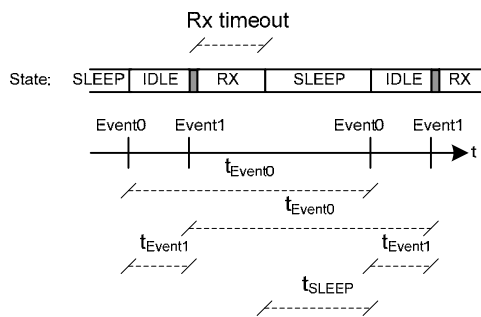 Rx timeout
State: SLEEP IDLE RX SLEEP IDLE RX
Event0 Event1 Event0 Event1
t
tEvent0
tEvent0
tEvent1 tEvent1
tSLEEP